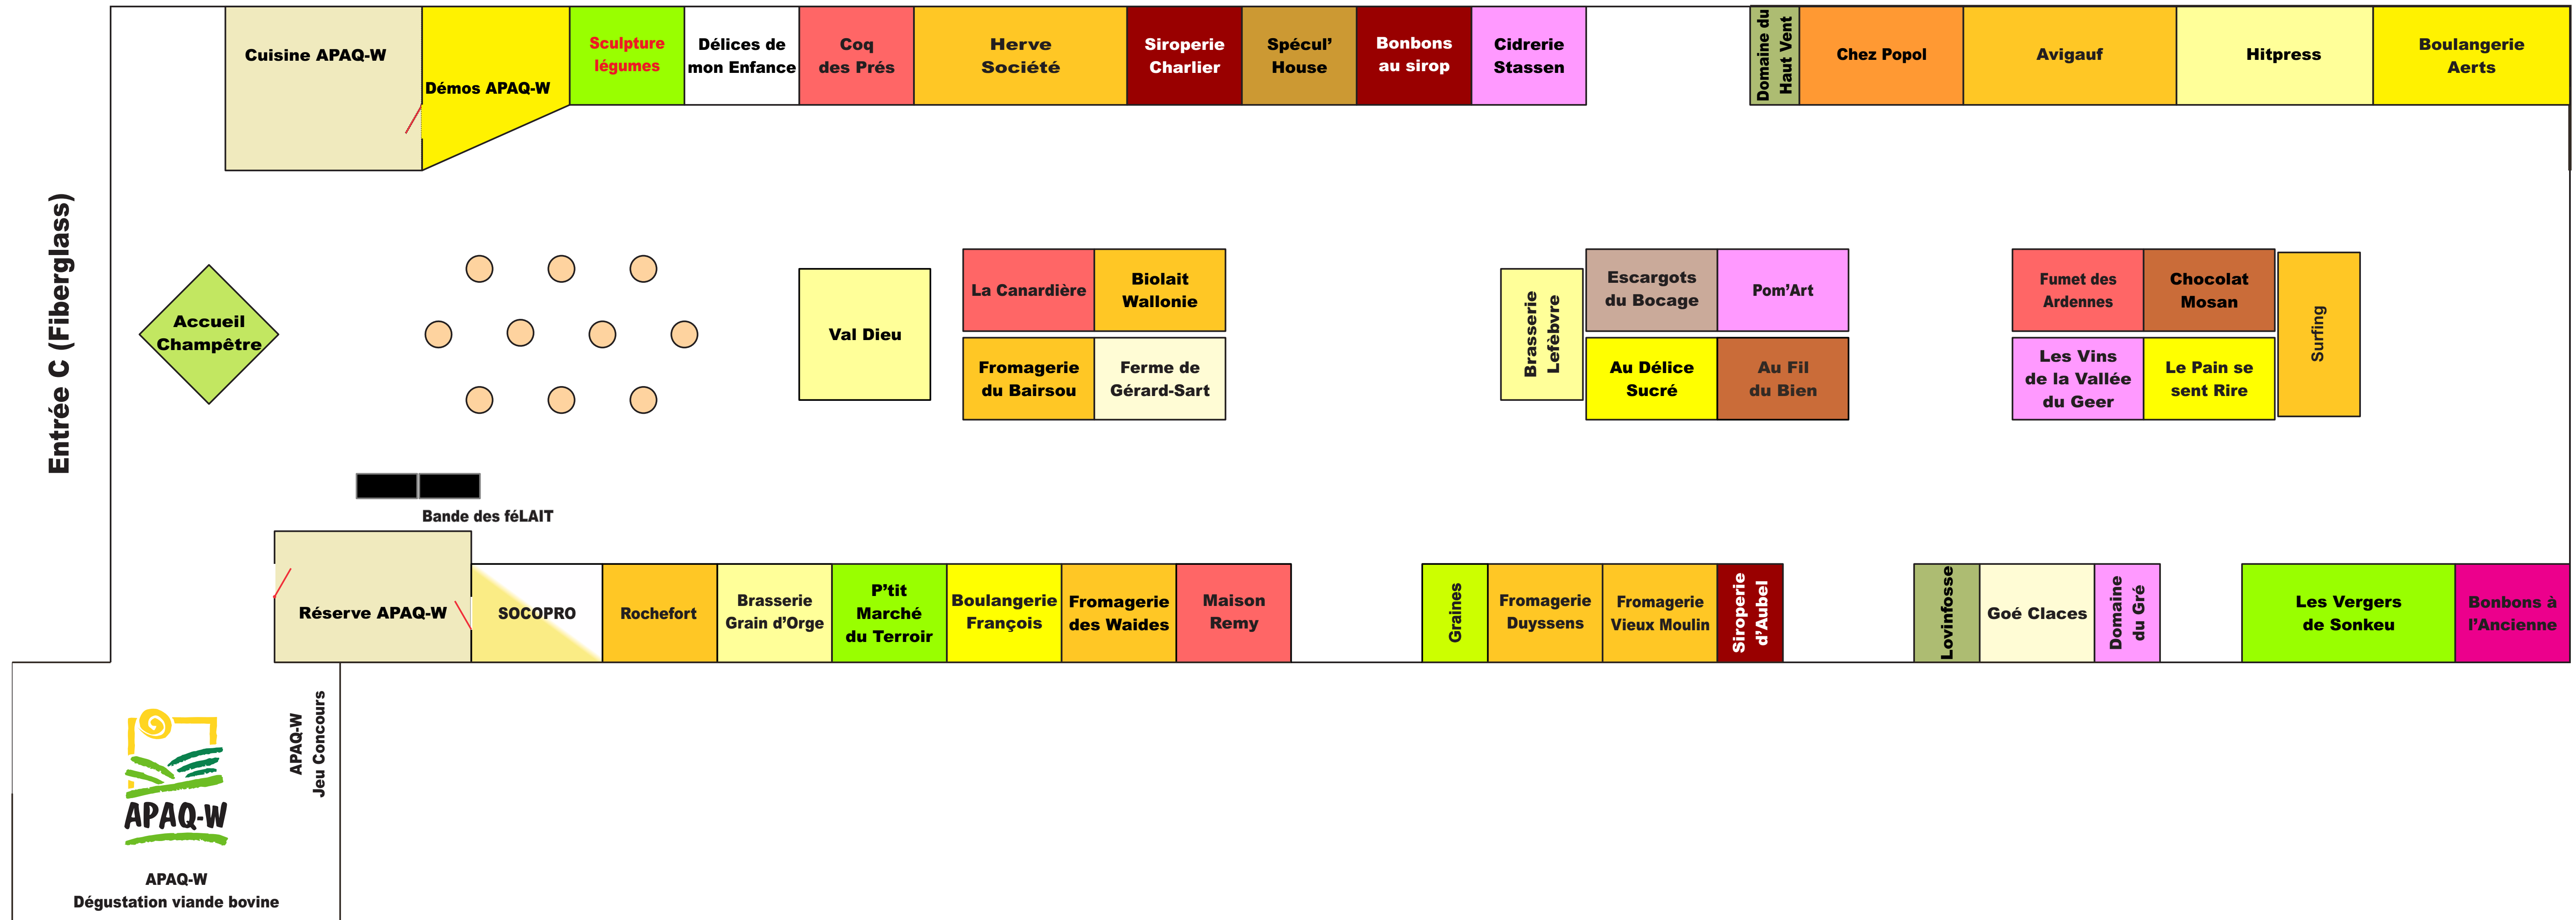 Cuisine APAQ-W
Démos APAQ-W
Sculpture
légumes
Délices de
mon Enfance
Coq
des Prés
Herve
Société
Siroperie
Charlier
Spécul’
House
Bonbons
au sirop
Cidrerie
Stassen
Domaine du
Haut Vent
Chez Popol
Avigauf
Hitpress
Boulangerie
Aerts
Entrée C (Fiberglass)
Accueil
Champêtre
Val Dieu
La Canardière
Biolait
Wallonie
Fromagerie
du Bairsou
Ferme de
Gérard-Sart
Brasserie
Lefèbvre
Escargots
du Bocage
Pom’Art
Au Délice
Sucré
Au Fil
du Bien
Fumet des
Ardennes
Chocolat
Mosan
Les Vins
de la Vallée
du Geer
Le Pain se
sent Rire
Surfing
Bande des féLAIT
Réserve APAQ-W
SOCOPRO
Rochefort
Brasserie
Grain d’Orge
P’tit
Marché
du Terroir
Boulangerie
François
Fromagerie
des Waides
Maison
Remy
Graines
Fromagerie
Duyssens
Fromagerie
Vieux Moulin
Siroperie
d’Aubel
Lovinfosse
Goé Claces
Domaine
du Gré
Les Vergers
de Sonkeu
Bonbons à
l’Ancienne
APAQ-W
Jeu Concours
APAQ-W
APAQ-W
Dégustation viande bovine